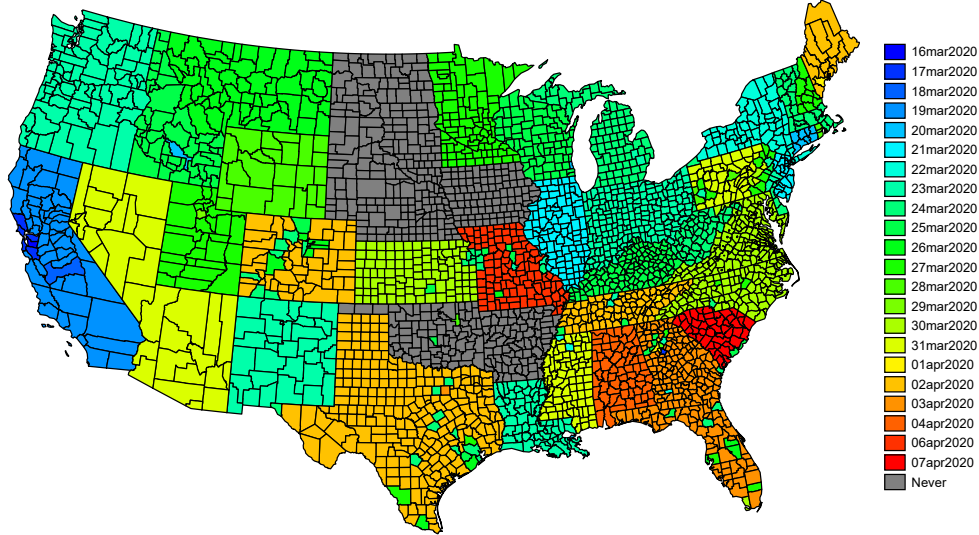 16mar2020
17mar2020
18mar2020
19mar2020
20mar2020
21mar2020
22mar2020
23mar2020
24mar2020
25mar2020
26mar2020
27mar2020
28mar2020
29mar2020
30mar2020
31mar2020
01apr2020
02apr2020
03apr2020
04apr2020
06apr2020
07apr2020
Never